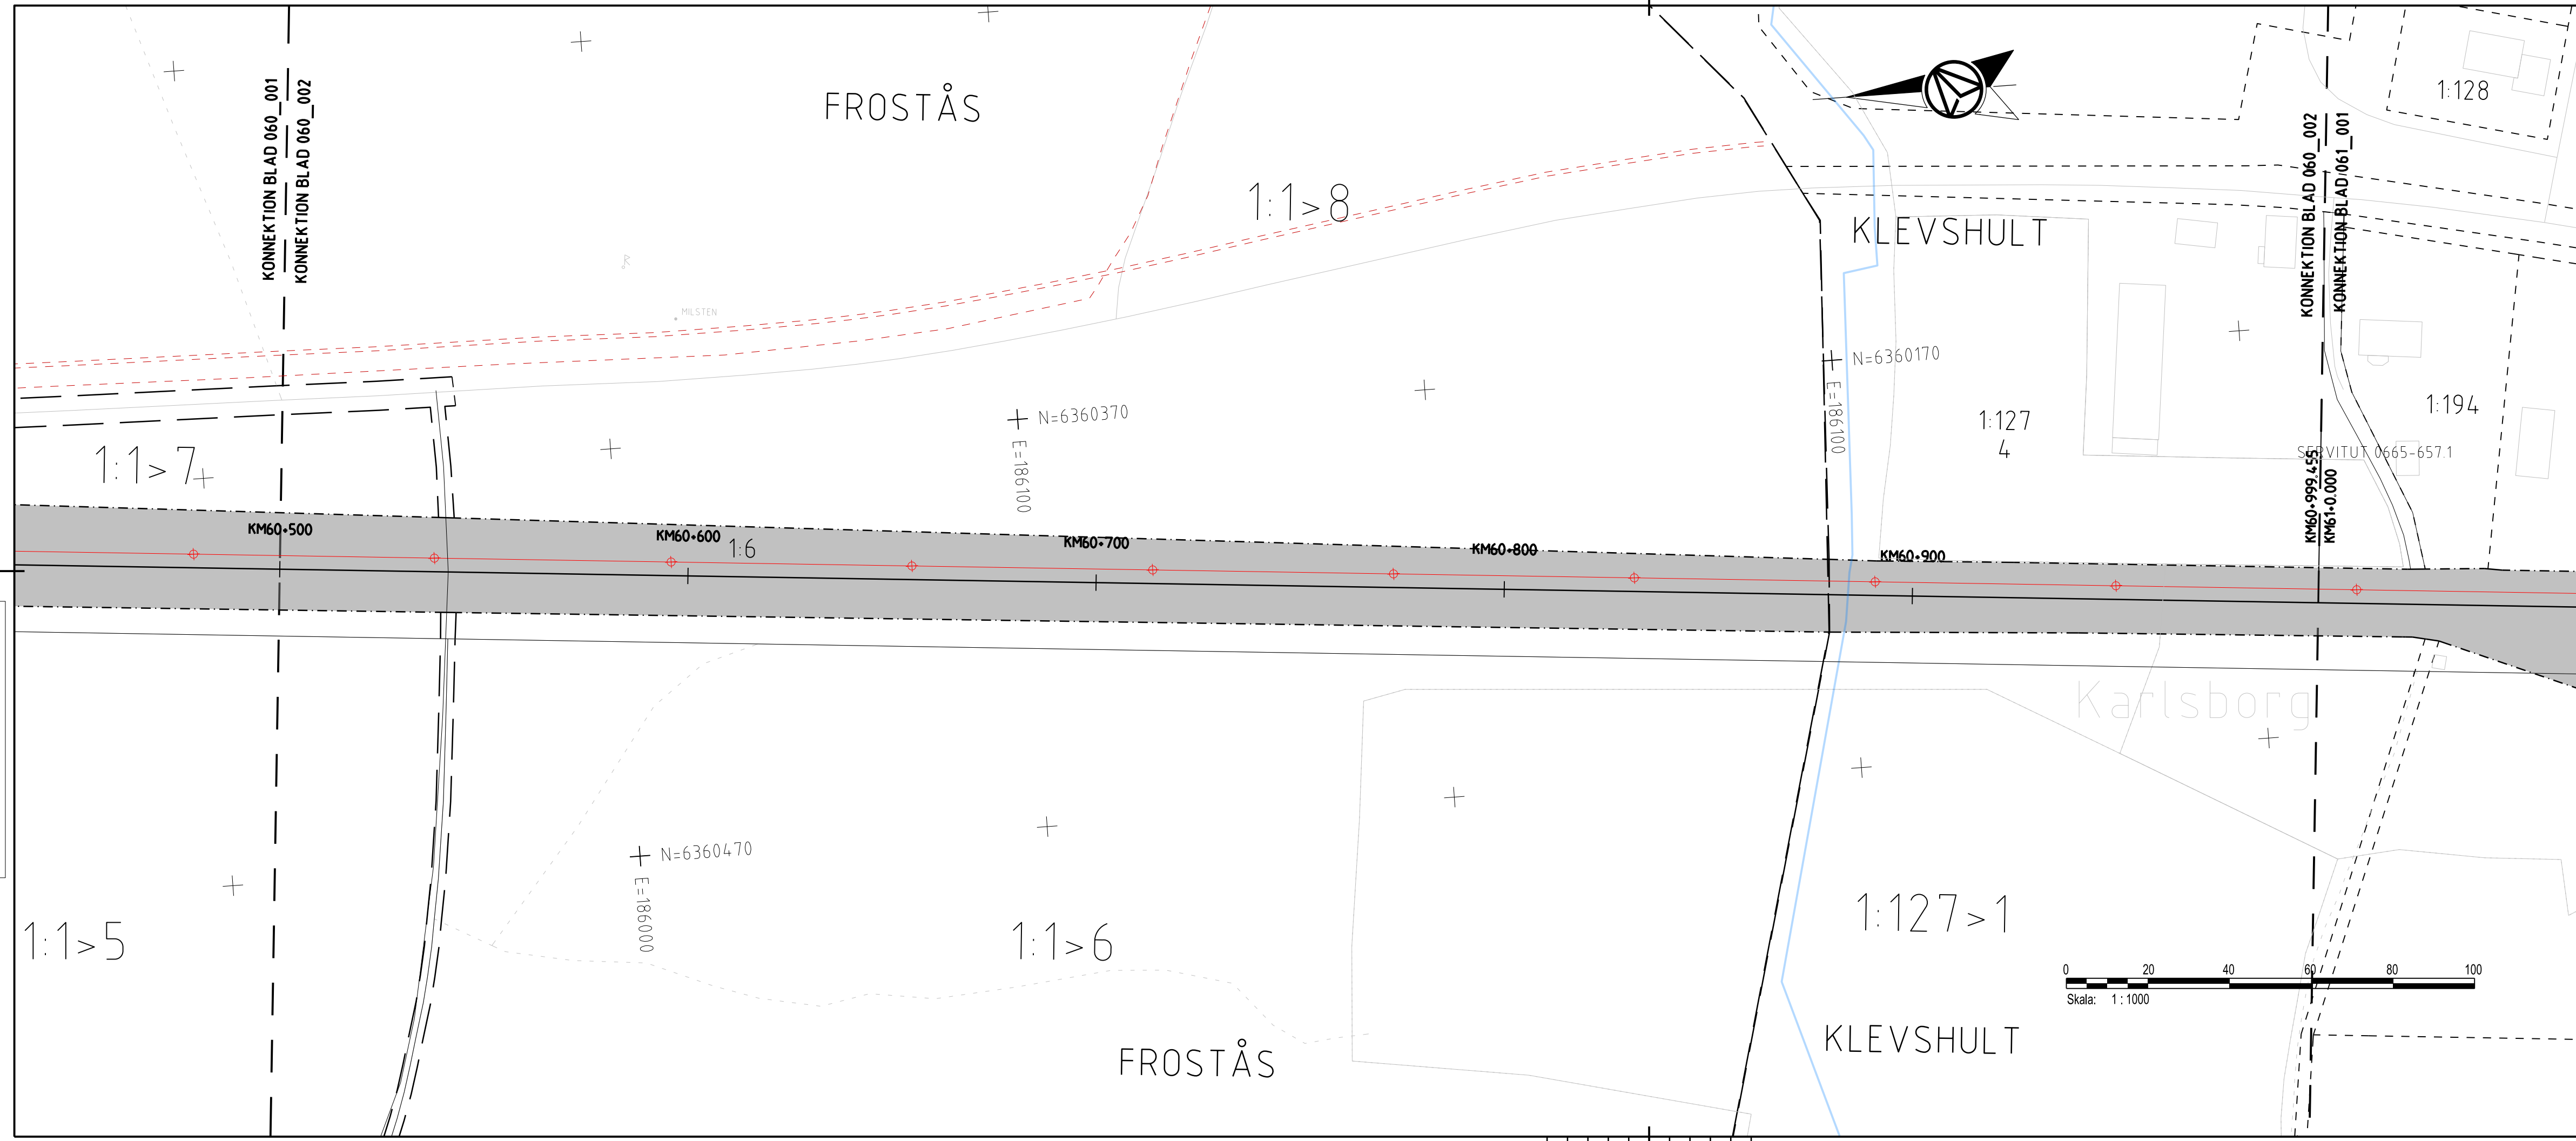 KONNEKTION BLAD 060_001
KONNEKTION BLAD 060_002
FROSTÅS
1:1>8
KLEVSHULT
KONNEKTION BLAD 060_002
KONNEKTION BLAD 061_001
1:128
R
MILSTEN
N=6360370
E=186100
N=6360170
E=186100
1:127
4
1:194
SERVITUT 0665-657.1
1:1>7
KM60+500
KM60+600
1:6
KM60+700
KM60+800
KM60+900
KM60+999.455
KM61+0.000
Karlsborg
N=6360470
E=186000
1:1>5
1:1>6
1:127>1
0 20 40 60 80 100
Skala: 1 : 1000
KLEVSHULT
FROSTÅS